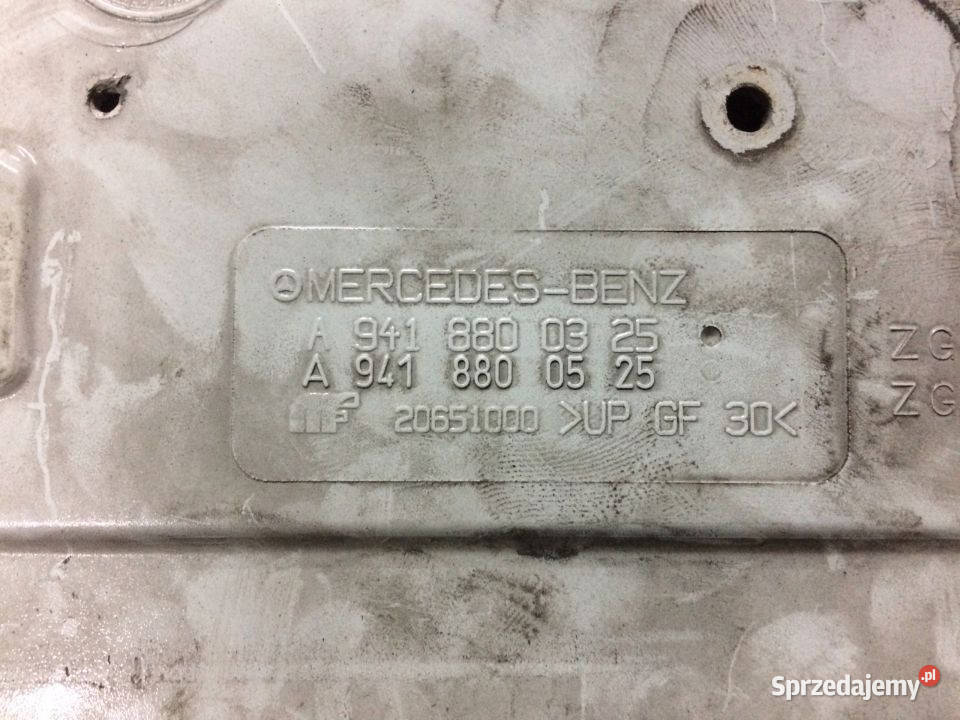 MERCEDES-BENZ
A 941 880 03 25
A 941 880 05 25
20651000 >UP GF 30<
ZG
ZG
Sprzedajemy.pl